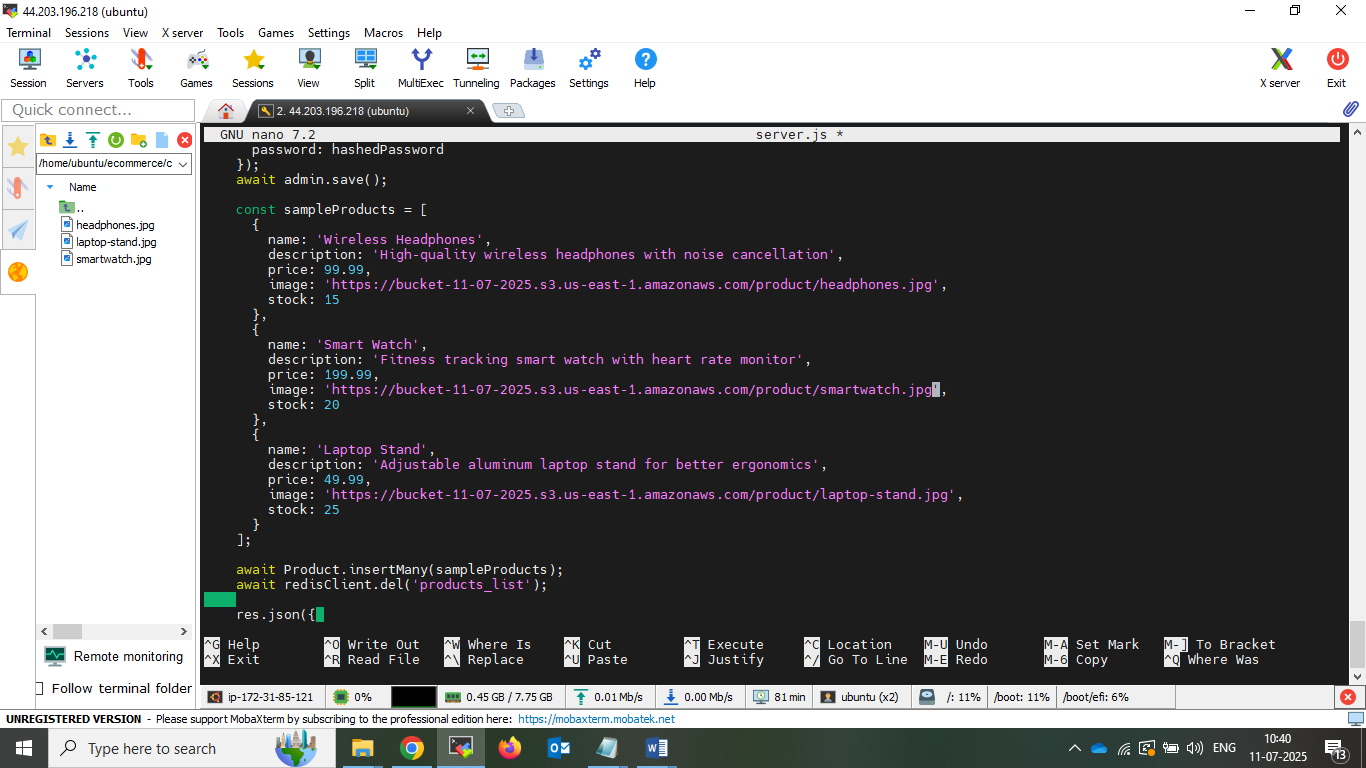 44.203.196.218 (ubuntu)
Terminal Sessions View X server Tools Games Settings Macros Help
Session Servers Tools Games Sessions View Split MultiExec Tunneling Packages Settings Help X server Exit
Quick connect...
2. 44.203.196.218 (ubuntu)
/home/ubuntu/ecommerce/c
Name
..
headphones.jpg
laptop-stand.jpg
smartwatch.jpg
Remote monitoring
Follow terminal folder
GNU nano 7.2 server.js *
password: hashedPassword
});
await admin.save();
const sampleProducts = [
{
name: 'Wireless Headphones',
description: 'High-quality wireless headphones with noise cancellation',
price: 99.99,
image: 'https://bucket-11-07-2025.s3.us-east-1.amazonaws.com/product/headphones.jpg',
stock: 15
},
{
name: 'Smart Watch',
description: 'Fitness tracking smart watch with heart rate monitor',
price: 199.99,
image: 'https://bucket-11-07-2025.s3.us-east-1.amazonaws.com/product/smartwatch.jpg',
stock: 20
},
{
name: 'Laptop Stand',
description: 'Adjustable aluminum laptop stand for better ergonomics',
price: 49.99,
image: 'https://bucket-11-07-2025.s3.us-east-1.amazonaws.com/product/laptop-stand.jpg',
stock: 25
}
];
await Product.insertMany(sampleProducts);
await redisClient.del('products_list');
res.json({
^G Help ^O Write Out ^W Where Is ^K Cut ^T Execute ^C Location M-U Undo M-A Set Mark M-] To Bracket
^X Exit ^R Read File ^\ Replace ^U Paste ^J Justify ^/ Go To Line M-E Redo M-6 Copy ^Q Where Was
ip-172-31-85-121 0% 0.45 GB / 7.75 GB 0.01 Mb/s 0.00 Mb/s 81 min ubuntu (x2) /: 11% /boot: 11% /boot/efi: 6%
UNREGISTERED VERSION - Please support MobaXterm by subscribing to the professional edition here: https://mobaxterm.mobatek.net
Type here to search
ENG
10:40
11-07-2025
13